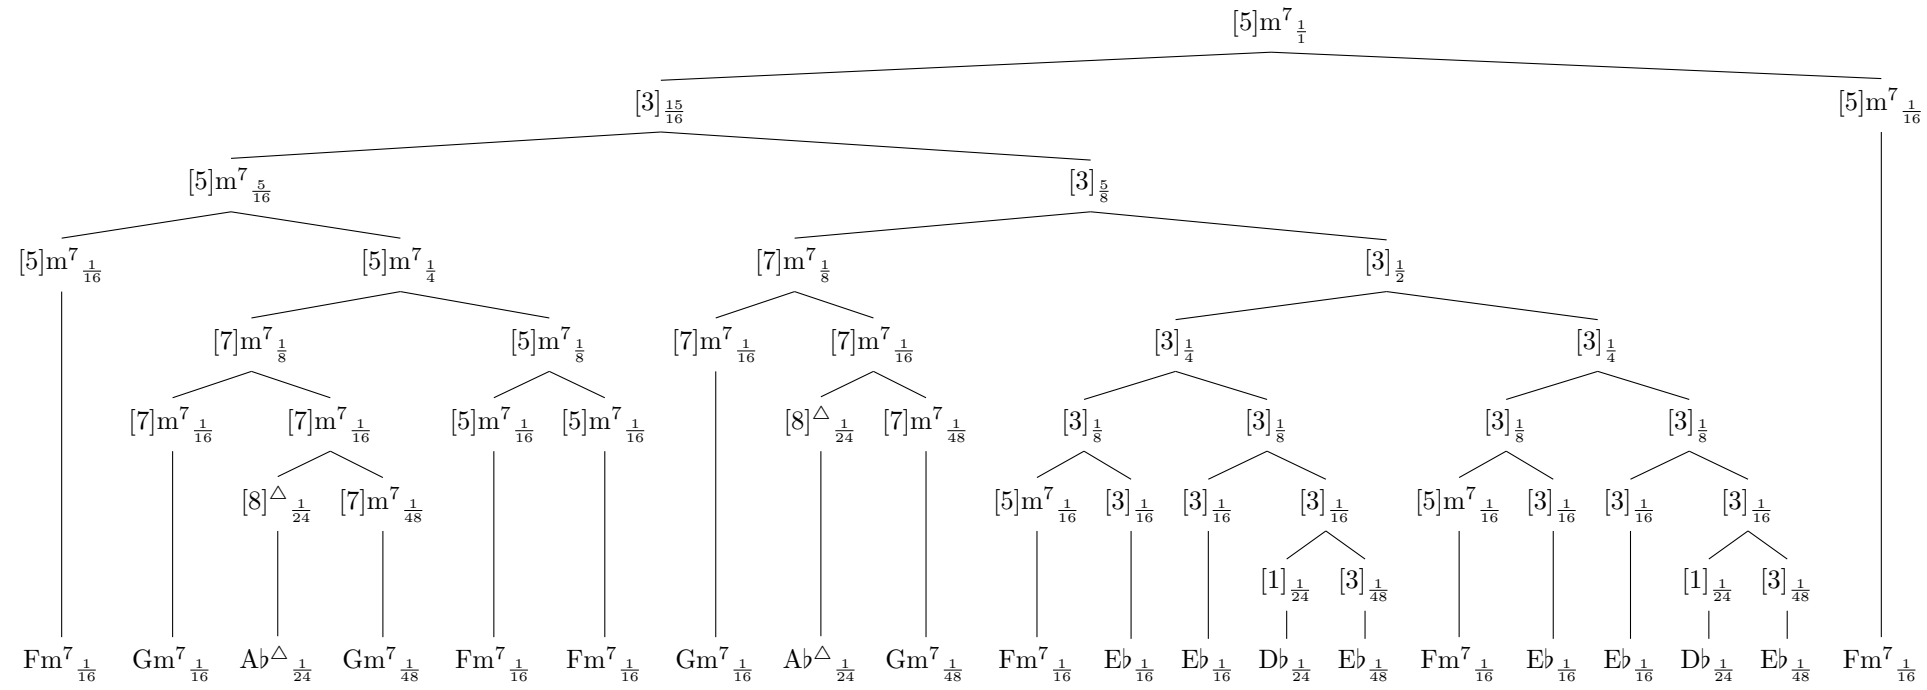 [5]m⁷ 1/1
[3] 15/16 [5]m⁷ 1/16
[5]m⁷ 5/16 [3] 5/8
[5]m⁷ 1/16 [5]m⁷ 1/4 [7]m⁷ 1/8 [3] 1/2
[7]m⁷ 1/8 [5]m⁷ 1/8 [7]m⁷ 1/16 [7]m⁷ 1/16 [3] 1/4 [3] 1/4
[7]m⁷ 1/16 [7]m⁷ 1/16 [5]m⁷ 1/16 [5]m⁷ 1/16 [8]△ 1/24 [7]m⁷ 1/48 [3] 1/8 [3] 1/8 [3] 1/8 [3] 1/8
[8]△ 1/24 [7]m⁷ 1/48 [5]m⁷ 1/16 [3] 1/16 [3] 1/16 [3] 1/16 [5]m⁷ 1/16 [3] 1/16 [3] 1/16 [3] 1/16
[1] 1/24 [3] 1/48 [1] 1/24 [3] 1/48
Fm⁷ 1/16 Gm⁷ 1/16 A♭△ 1/24 Gm⁷ 1/48 Fm⁷ 1/16 Fm⁷ 1/16 Gm⁷ 1/16 A♭△ 1/24 Gm⁷ 1/48 Fm⁷ 1/16 E♭ 1/16 E♭ 1/16 D♭ 1/24 E♭ 1/48 Fm⁷ 1/16 E♭ 1/16 E♭ 1/16 D♭ 1/24 E♭ 1/48 Fm⁷ 1/16